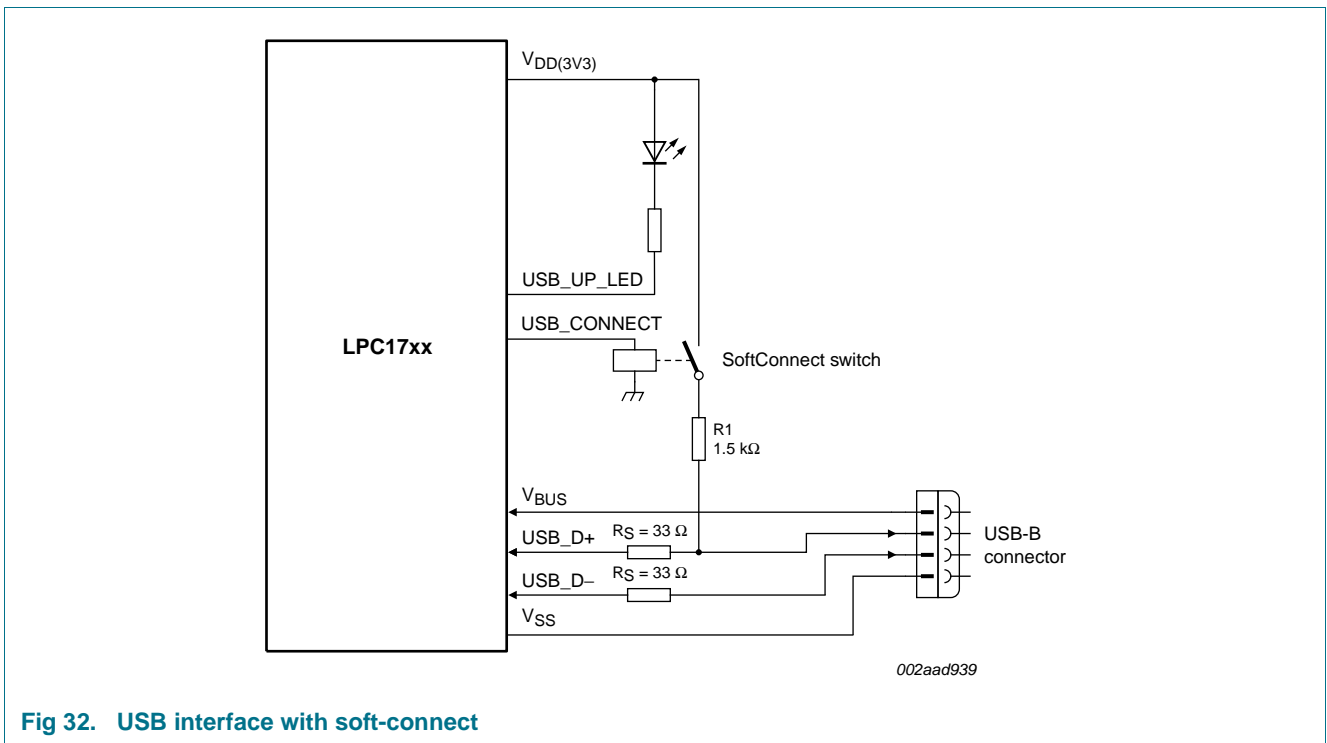 VDD(3V3)
USB_UP_LED
USB_CONNECT
LPC17xx
SoftConnect switch
R1
1.5 kΩ
VBUS
USB_D+
RS = 33 Ω
USB_D−
RS = 33 Ω
VSS
USB-B
connector
002aad939
Fig 32. USB interface with soft-connect